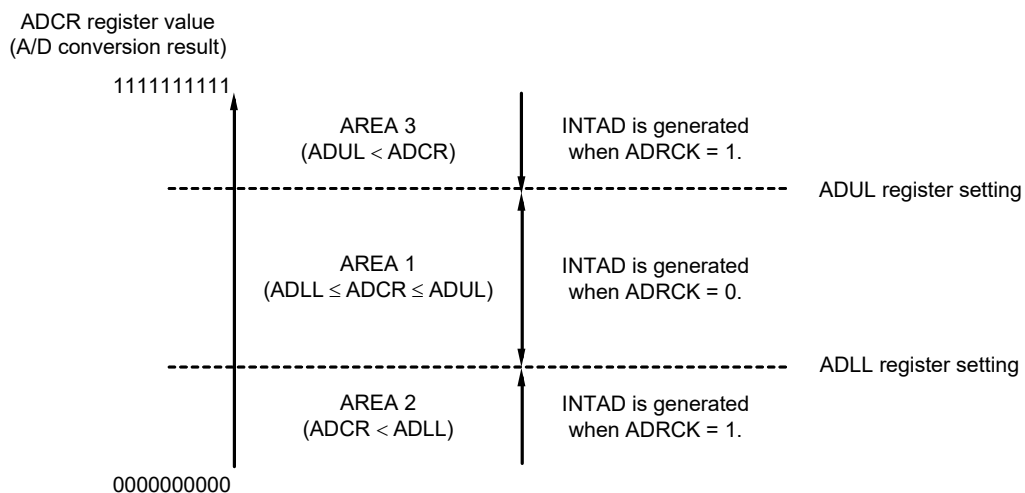 ADCR register value
(A/D conversion result)
1111111111
AREA 3
(ADUL < ADCR)
INTAD is generated
when ADRCK = 1.
ADUL register setting
AREA 1
(ADLL ≤ ADCR ≤ ADUL)
INTAD is generated
when ADRCK = 0.
ADLL register setting
AREA 2
(ADCR < ADLL)
INTAD is generated
when ADRCK = 1.
0000000000